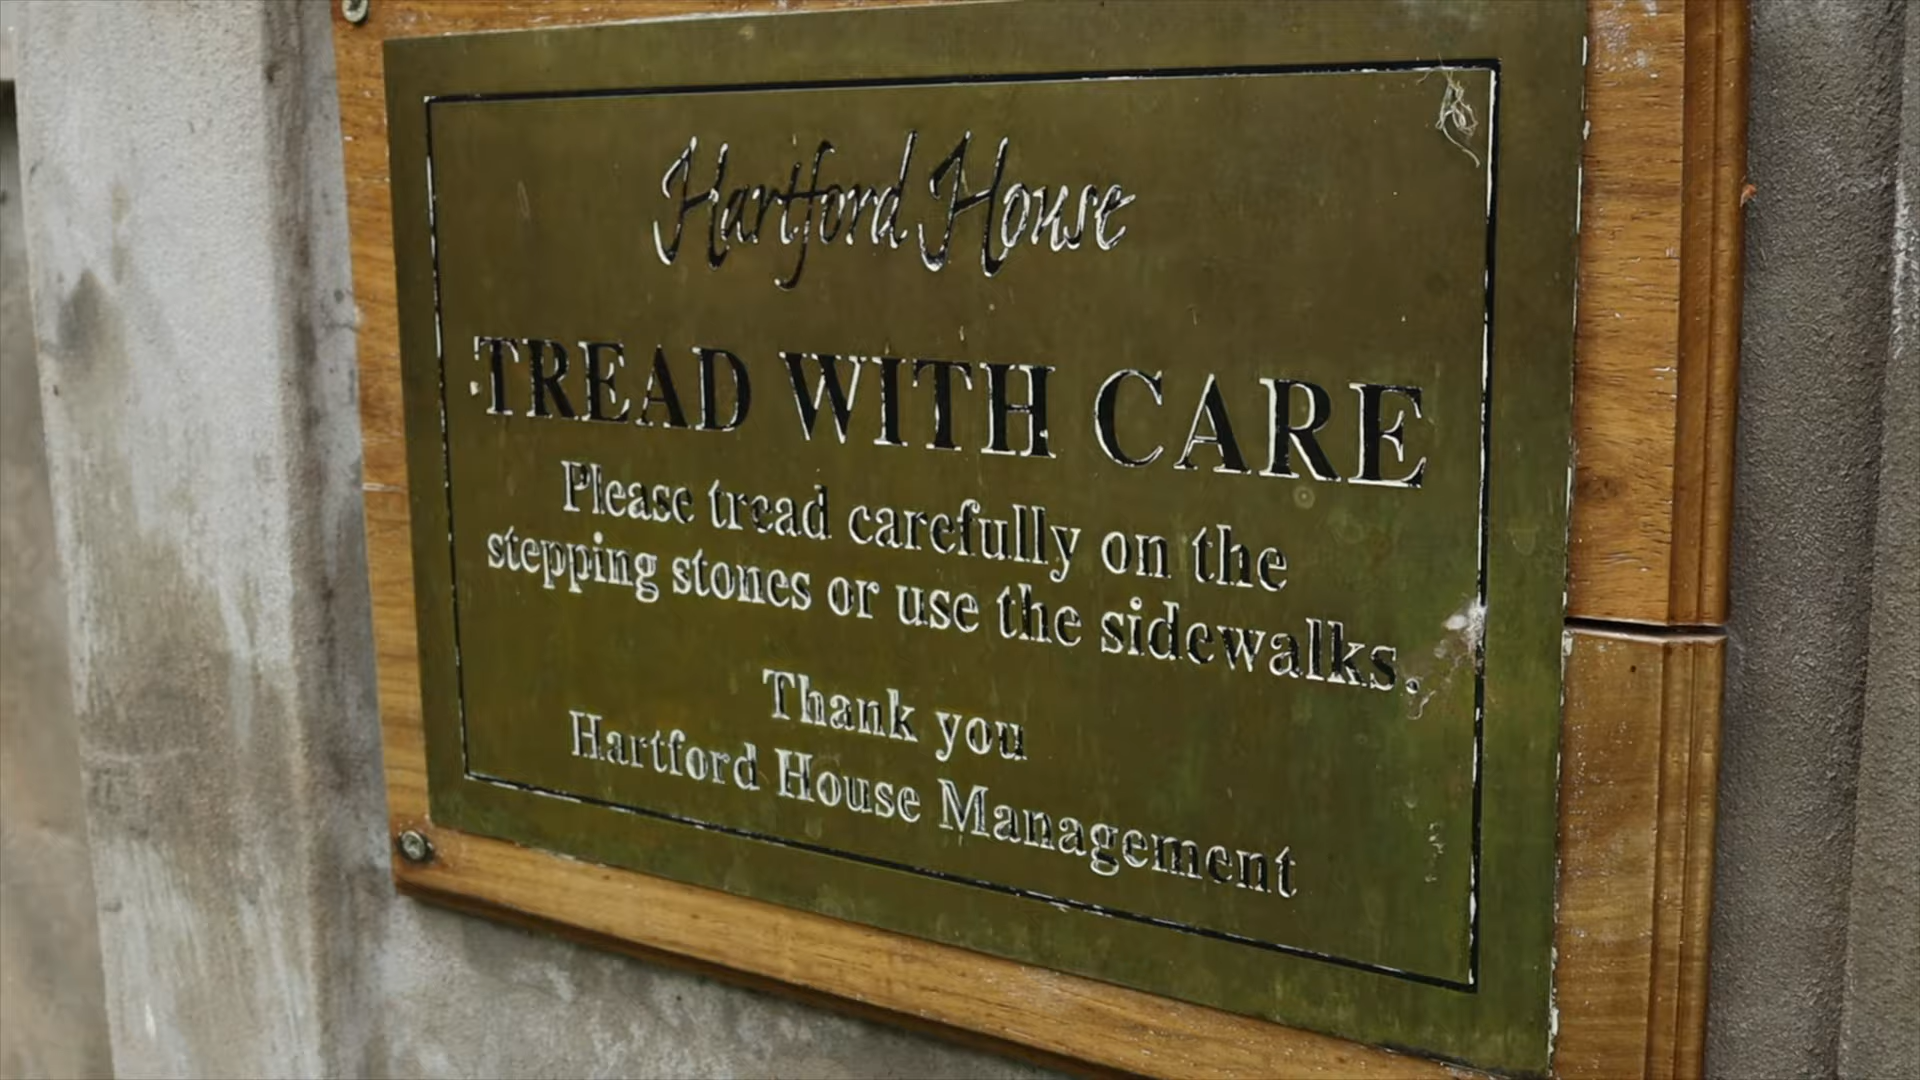 Hartford House
TREAD WITH CARE
Please tread carefully on the
stepping stones or use the sidewalks.
Thank you
Hartford House Management